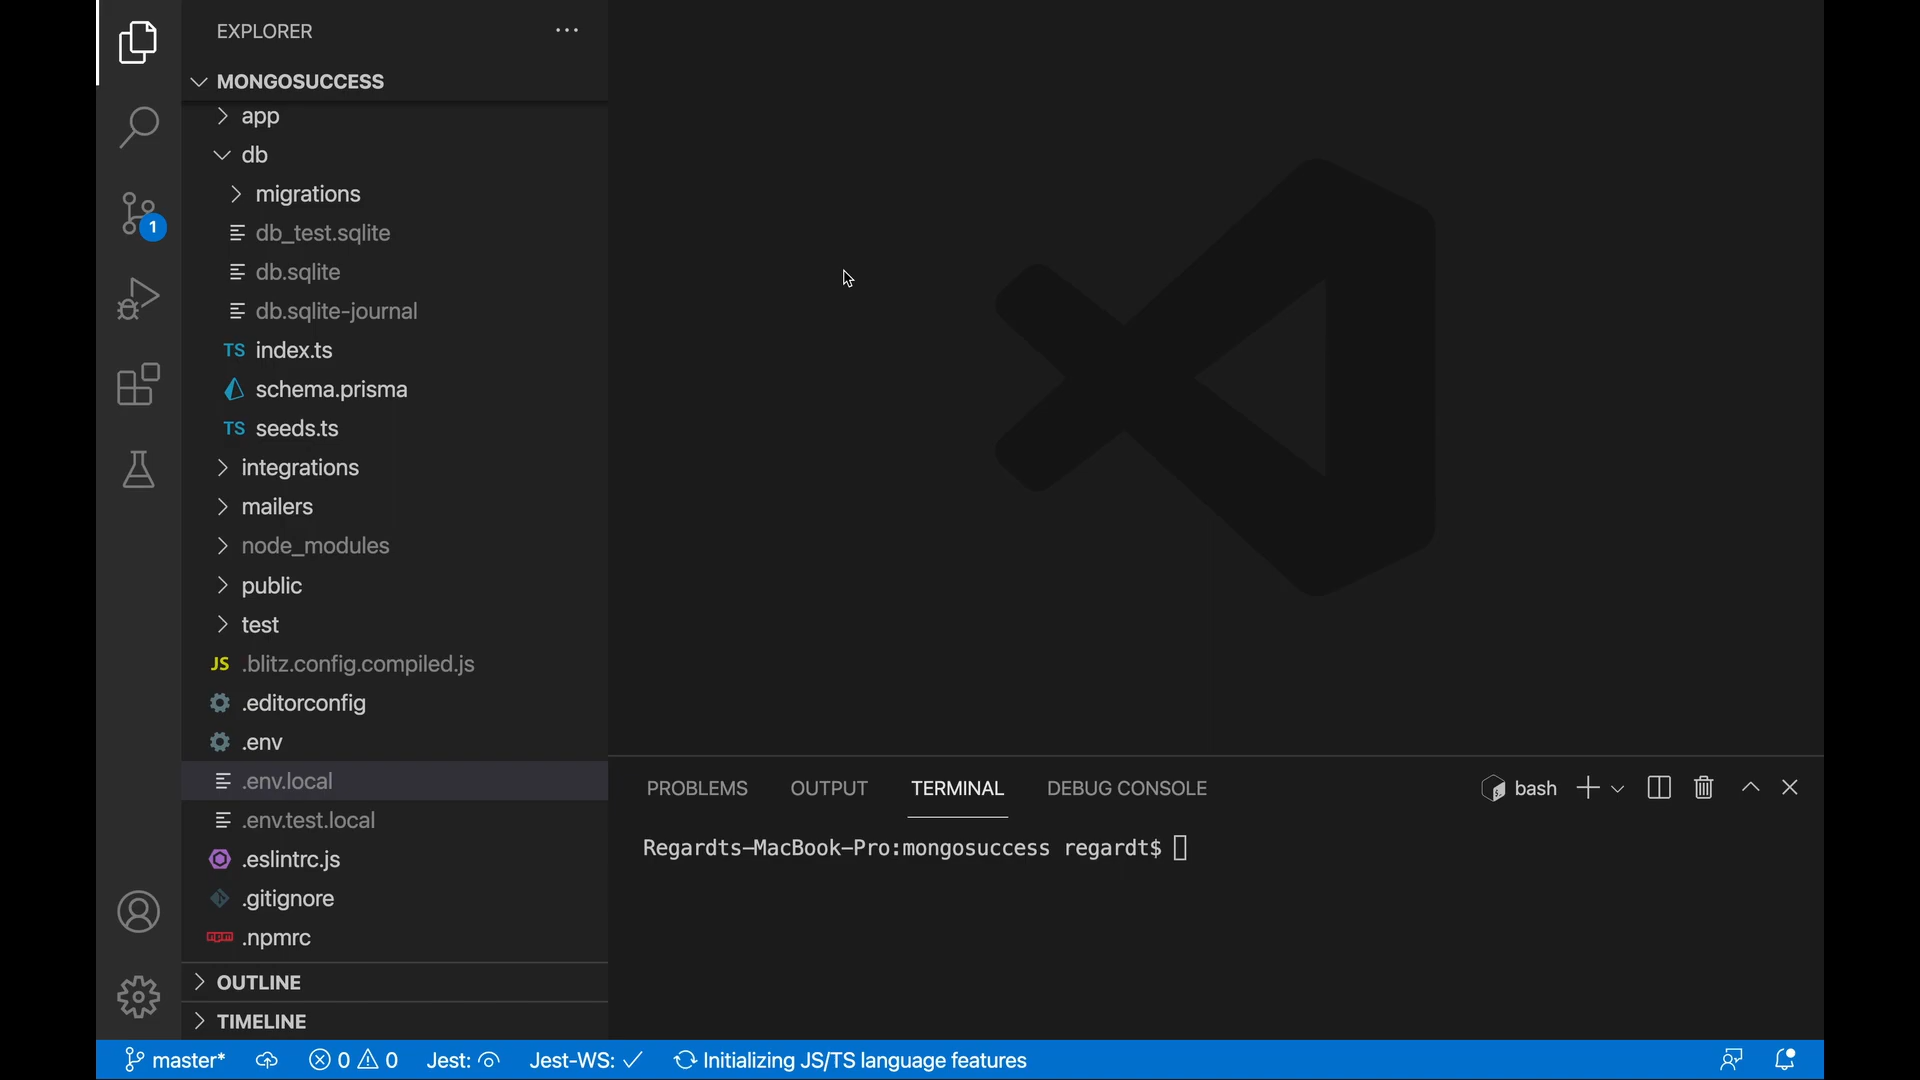 EXPLORER
MONGOSUCCESS
app
db
migrations
db_test.sqlite
db.sqlite
db.sqlite-journal
TS index.ts
schema.prisma
TS seeds.ts
integrations
mailers
node_modules
public
test
JS .blitz.config.compiled.js
.editorconfig
.env
.env.local
.env.test.local
.eslintrc.js
.gitignore
npm .npmrc
OUTLINE
TIMELINE
1
PROBLEMS OUTPUT TERMINAL DEBUG CONSOLE bash
Regardts-MacBook-Pro:mongosuccess regardt$
master* 0 0 Jest: Jest-WS: Initializing JS/TS language features